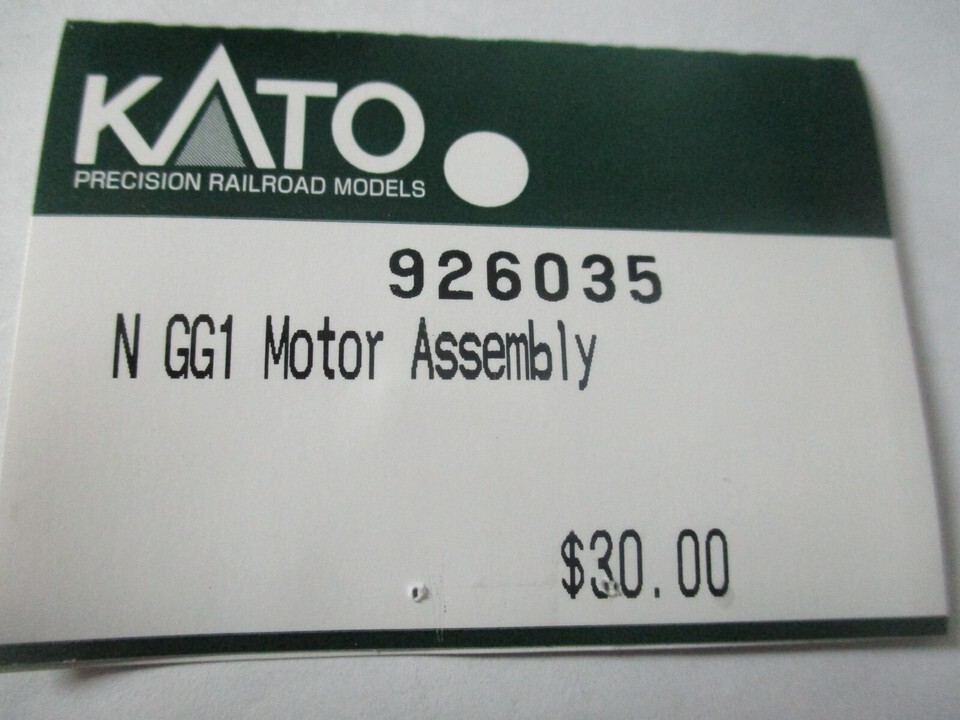 KATO
PRECISION RAILROAD MODELS
926035
N GG1 Motor Assembly
$30.00